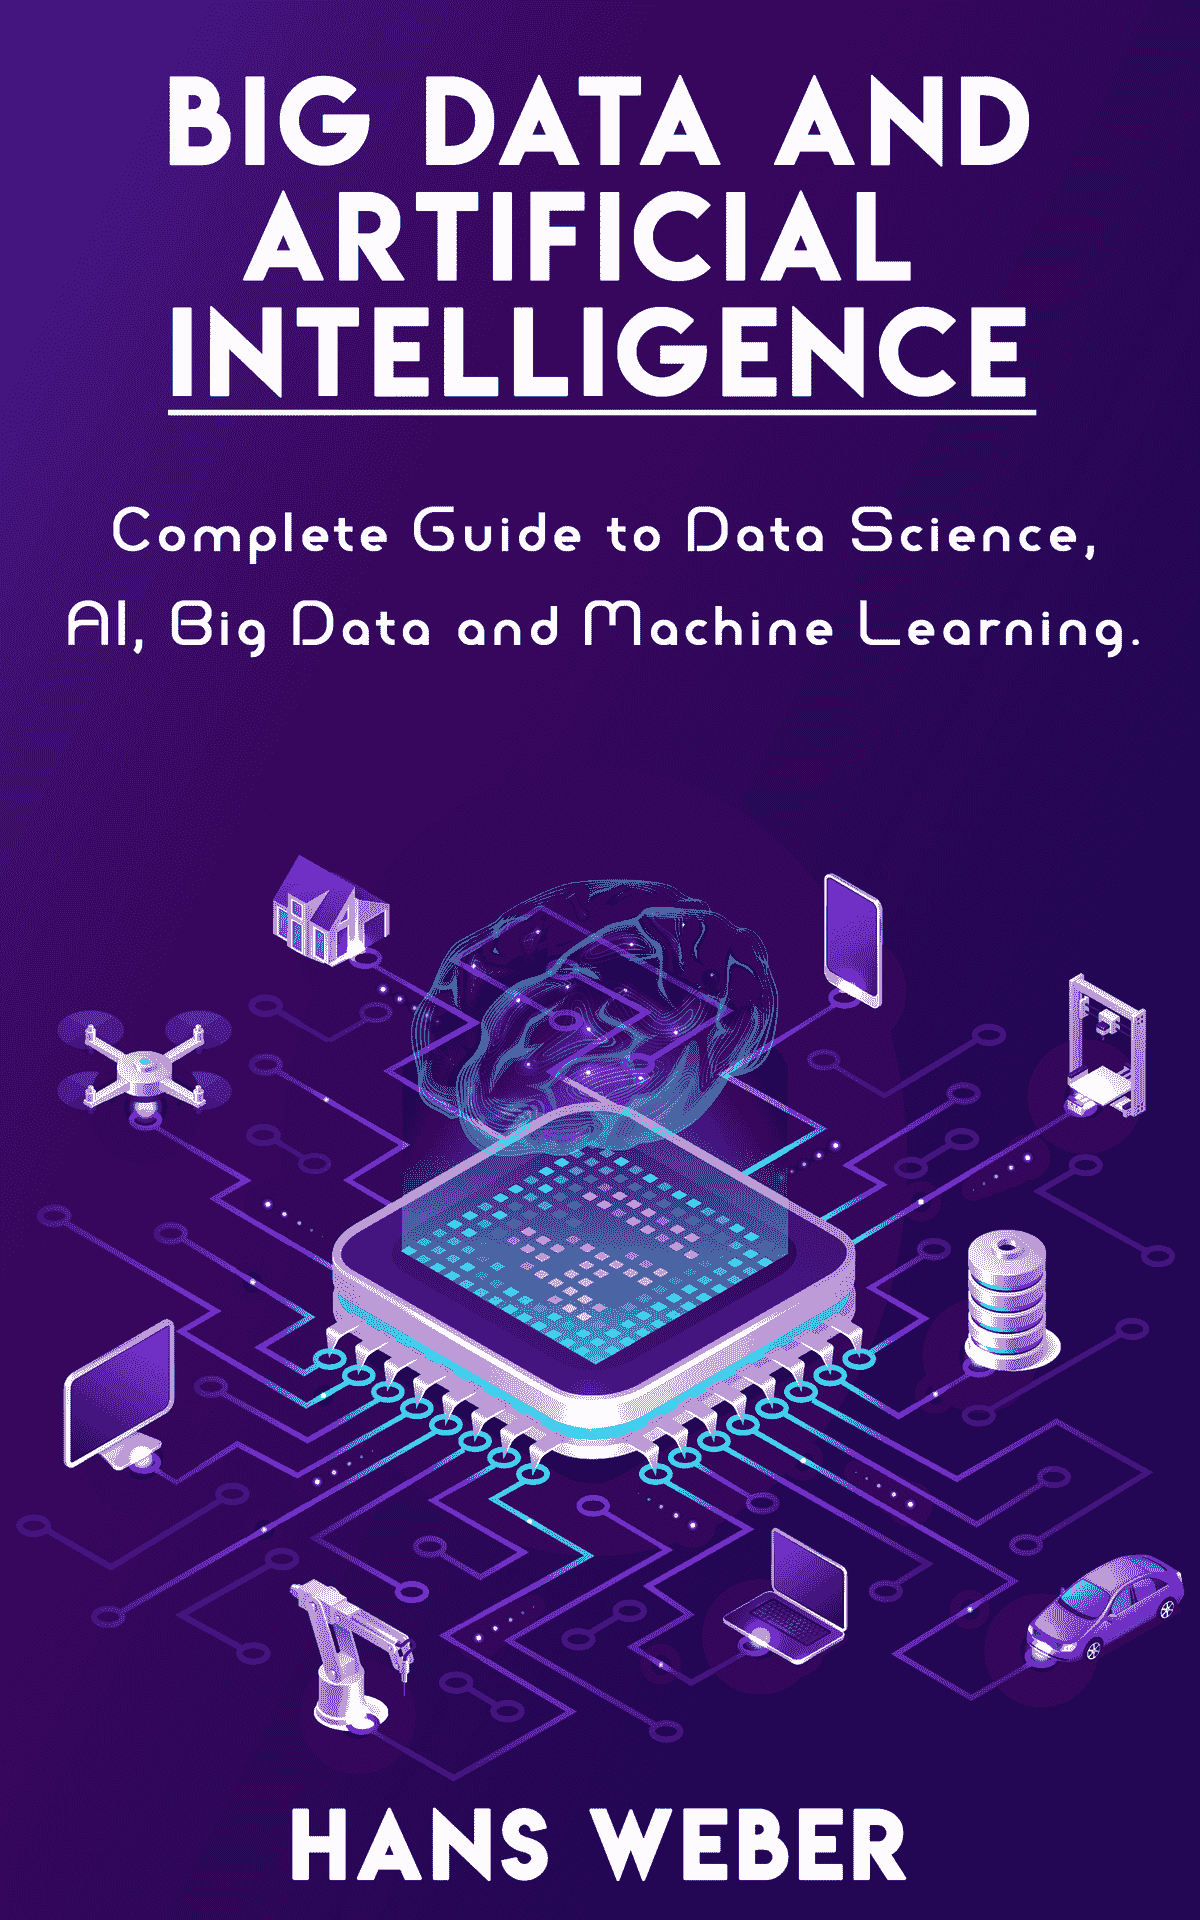 BIG DATA AND
ARTIFICIAL
INTELLIGENCE
Complete Guide to Data Science,
AI, Big Data and Machine Learning.
HANS WEBER